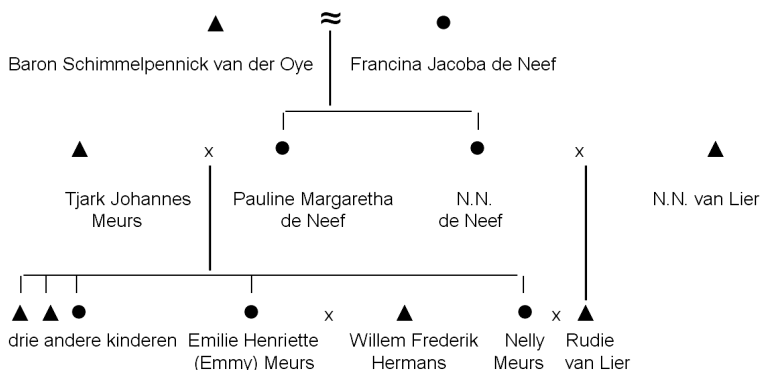 ≈
Baron Schimmelpennick van der Oye Francina Jacoba de Neef
x x
Tjark Johannes Pauline Margaretha N.N. N.N. van Lier
Meurs de Neef de Neef
x x
drie andere kinderen Emilie Henriette Willem Frederik Nelly Rudie
(Emmy) Meurs Hermans Meurs van Lier